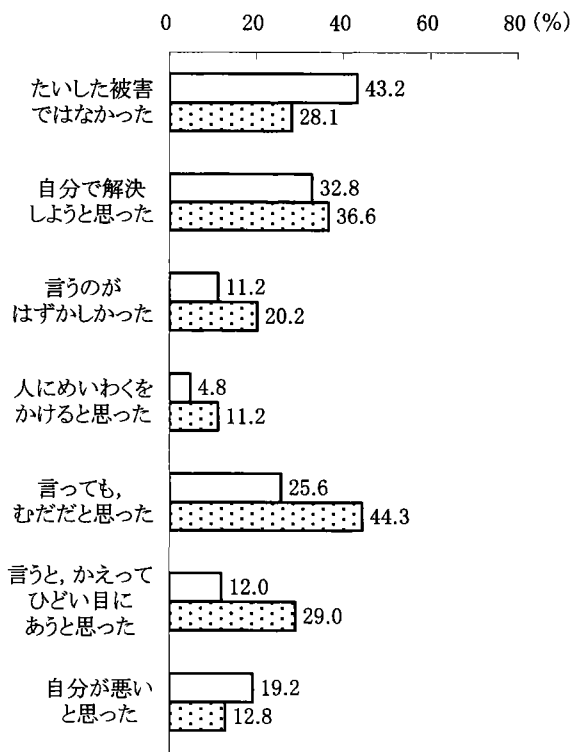 0 20 40 60 80 (%)
たいした被害
ではなかった
43.2
28.1
自分で解決
しようと思った
32.8
36.6
言うのが
はずかしかった
11.2
20.2
人にめいわくを
かけると思った
4.8
11.2
言っても,
むだだと思った
25.6
44.3
言うと, かえって
ひどい目に
あうと思った
12.0
29.0
自分が悪い
と思った
19.2
12.8